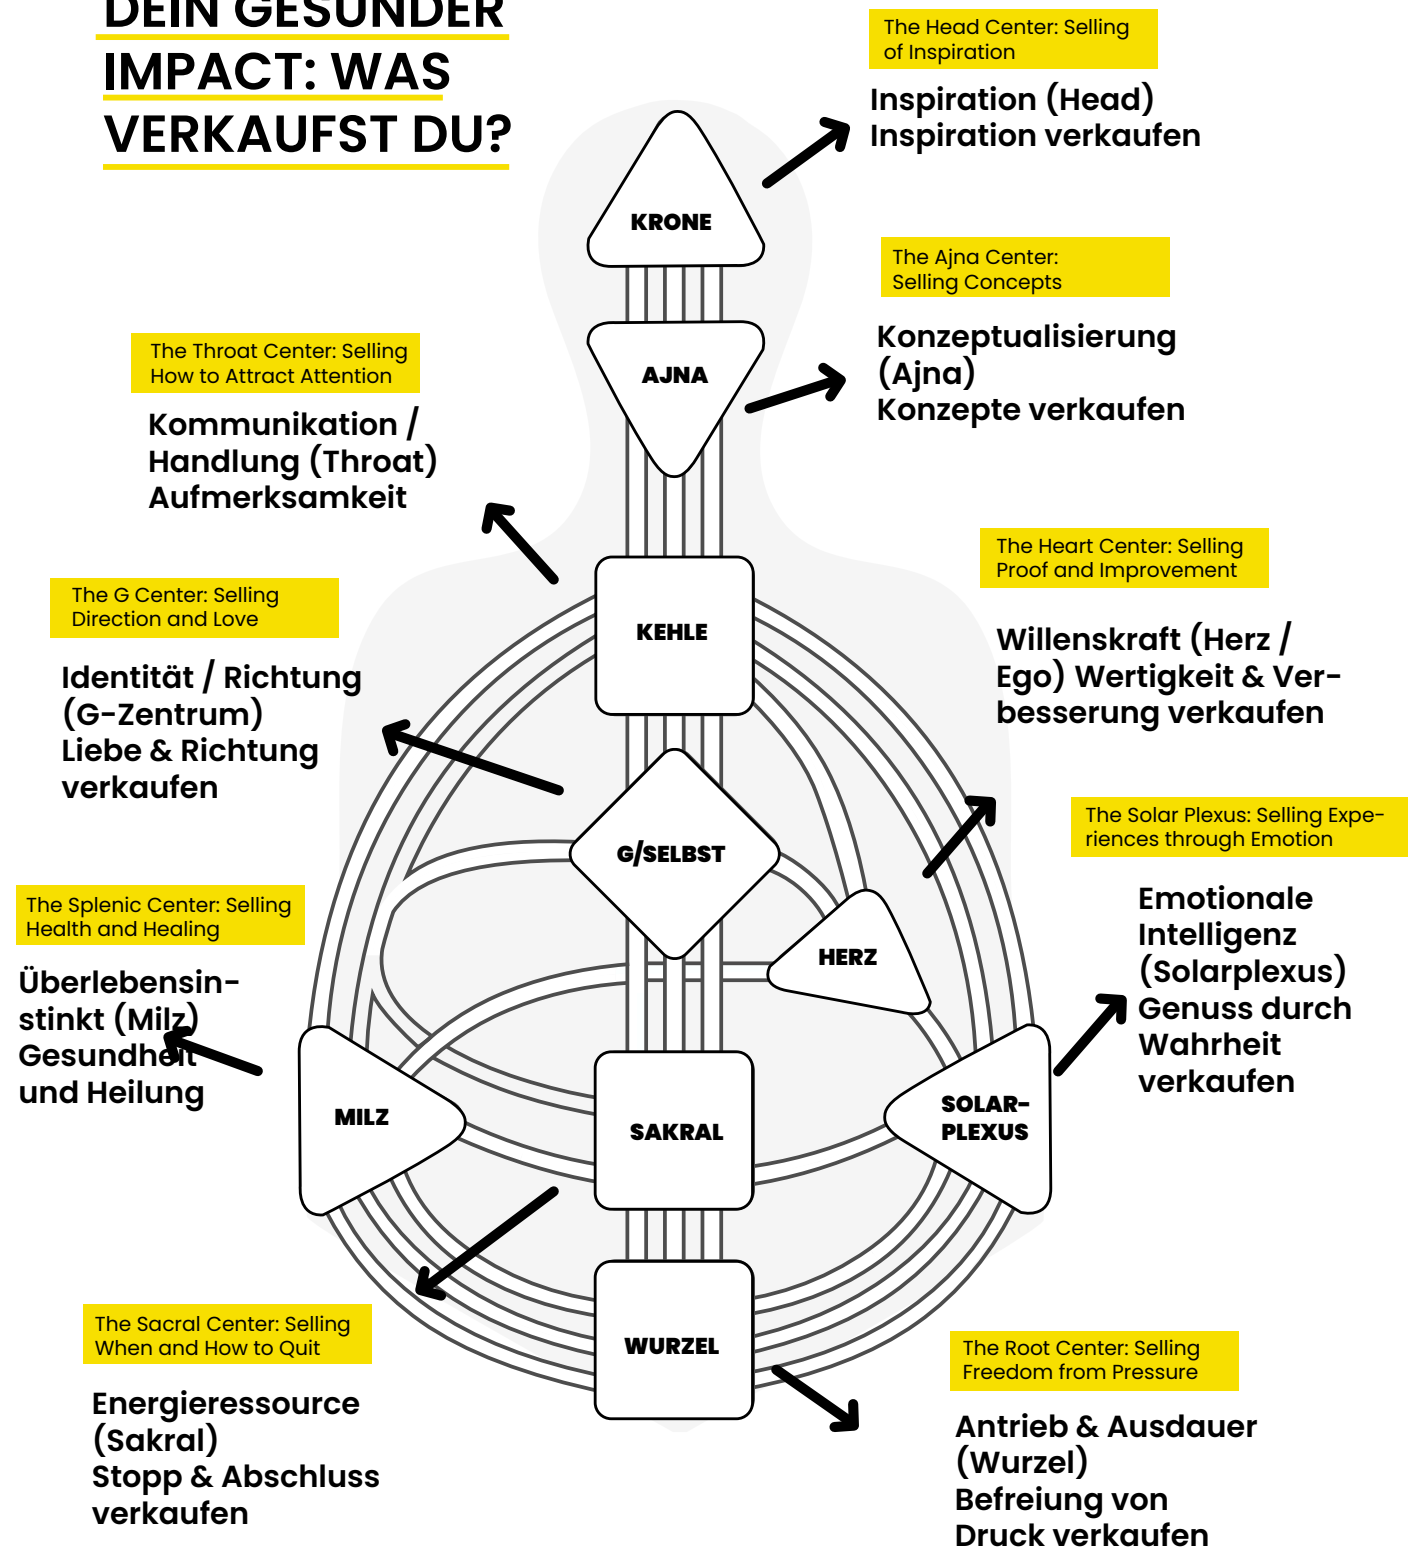 DEIN GESUNDER
IMPACT: WAS
VERKAUFST DU?
The Head Center: Selling
of Inspiration
Inspiration (Head)
Inspiration verkaufen
KRONE
The Ajna Center:
Selling Concepts
Konzeptualisierung
(Ajna)
Konzepte verkaufen
AJNA
The Throat Center: Selling
How to Attract Attention
Kommunikation /
Handlung (Throat)
Aufmerksamkeit
The Heart Center: Selling
Proof and Improvement
Willenskraft (Herz /
Ego) Wertigkeit & Ver-
besserung verkaufen
KEHLE
The G Center: Selling
Direction and Love
Identität / Richtung
(G-Zentrum)
Liebe & Richtung
verkaufen
G/SELBST
The Solar Plexus: Selling Expe-
riences through Emotion
Emotionale
Intelligenz
(Solarplexus)
Genuss durch
Wahrheit
verkaufen
HERZ
The Splenic Center: Selling
Health and Healing
Überlebensin-
stinkt (Milz)
Gesundheit
und Heilung
MILZ
SAKRAL
SOLAR-
PLEXUS
The Sacral Center: Selling
When and How to Quit
Energieressource
(Sakral)
Stopp & Abschluss
verkaufen
WURZEL
The Root Center: Selling
Freedom from Pressure
Antrieb & Ausdauer
(Wurzel)
Befreiung von
Druck verkaufen